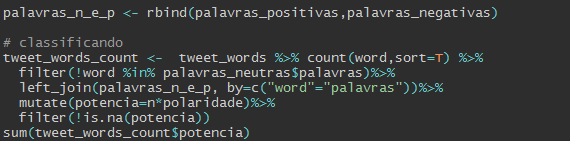 palavras_n_e_p <- rbind(palavras_positivas,palavras_negativas)
# classificando
tweet_words_count <-  tweet_words %>% count(word,sort=T) %>%
  filter(!word %in% palavras_neutras$palavras)%>%
  left_join(palavras_n_e_p, by=c("word"="palavras"))%>%
  mutate(potencia=n*polaridade)%>%
  filter(!is.na(potencia))
sum(tweet_words_count$potencia)